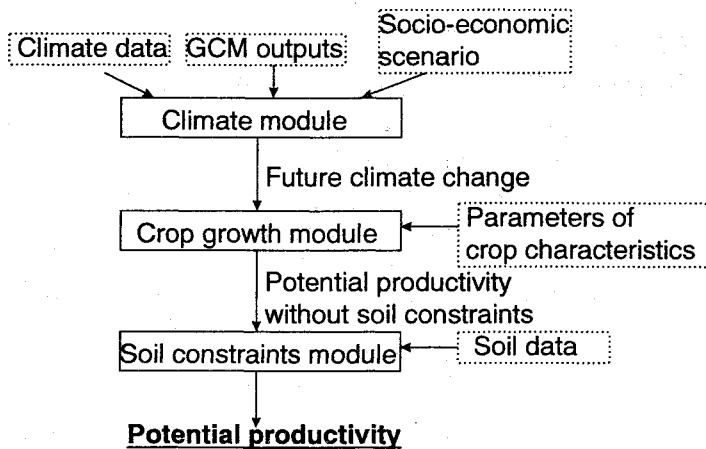 Climate data
GCM outputs
Socio-economic
scenario
Climate module
Future climate change
Crop growth module
Parameters of
crop characteristics
Potential productivity
without soil constraints
Soil constraints module
Soil data
Potential productivity